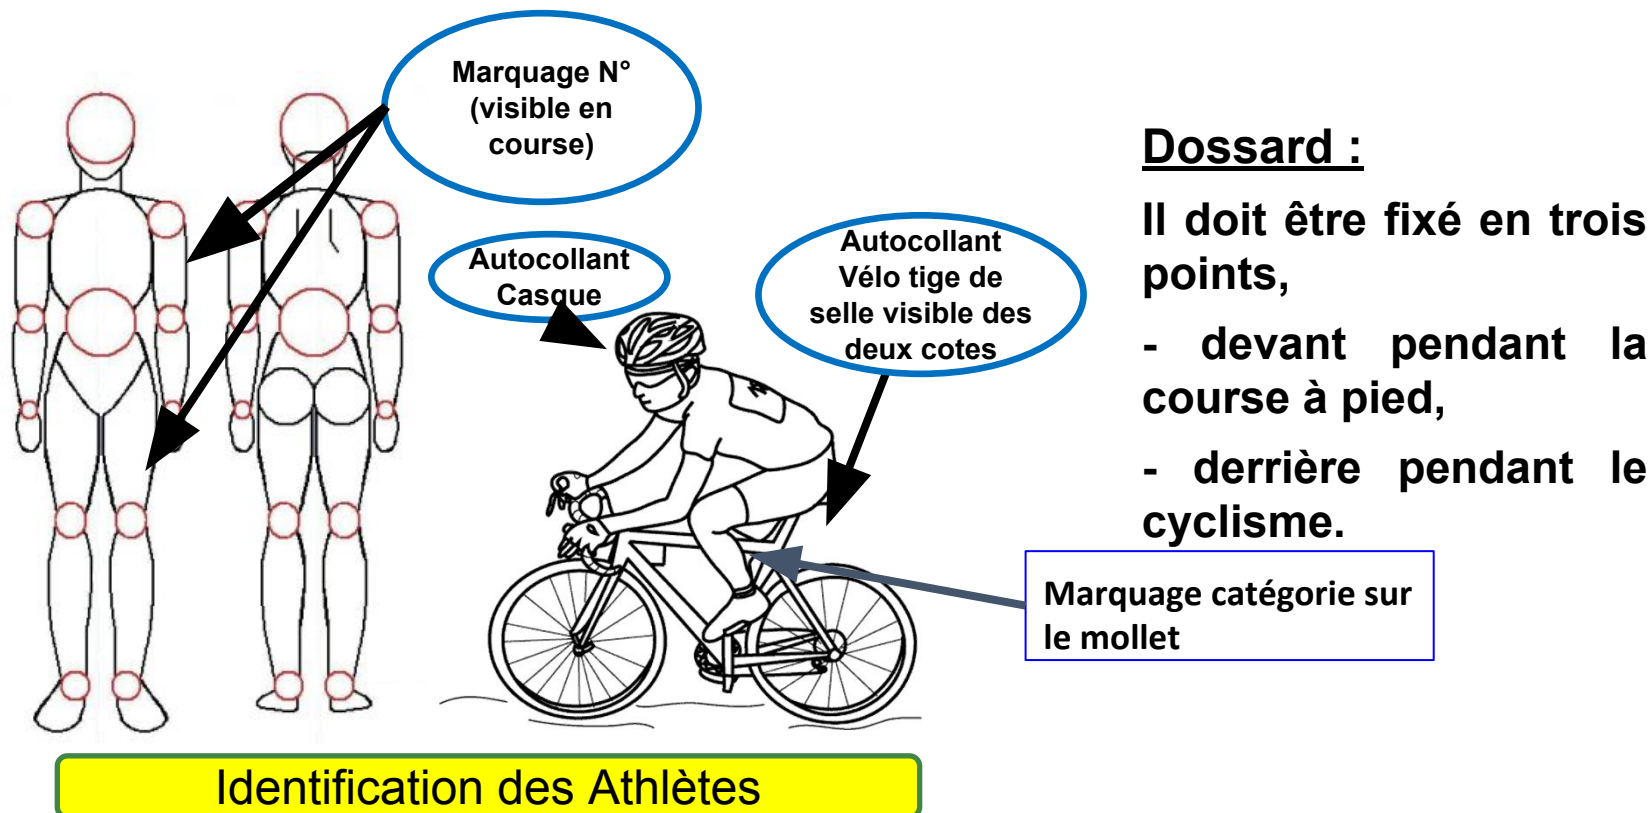 Marquage N°
(visible en
course)
Autocollant
Casque
Autocollant
Vélo tige de
selle visible des
deux cotes
Dossard :
Il doit être fixé en trois
points,
- devant pendant la
course à pied,
- derrière pendant le
cyclisme.
Marquage catégorie sur
le mollet
Identification des Athlètes